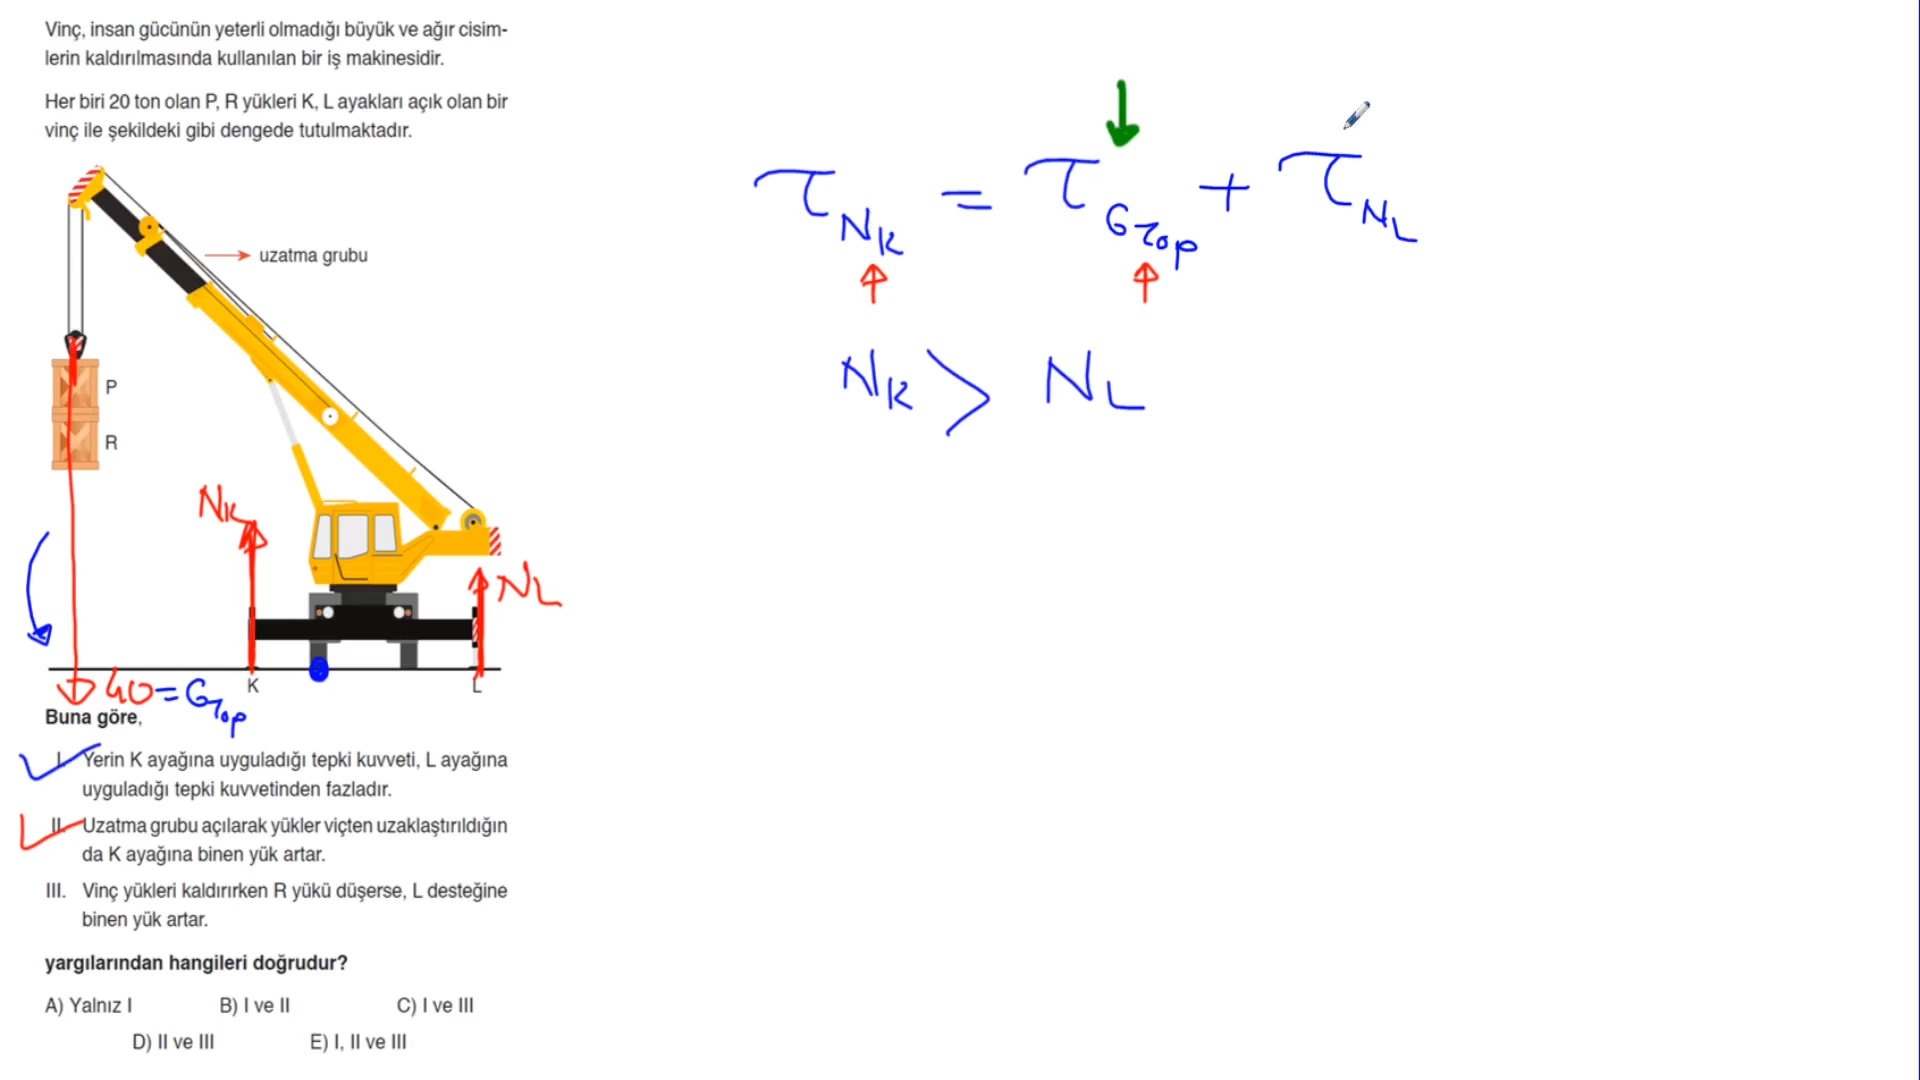 Vinç, insan gücünün yeterli olmadığı büyük ve ağır cisim-
lerin kaldırılmasında kullanılan bir iş makinesidir.
Her biri 20 ton olan P, R yükleri K, L ayakları açık olan bir
vinç ile şekildeki gibi dengede tutulmaktadır.
uzatma grubu
P
R
NK
NL
40 = GTop
K
L
Buna göre,
I. Yerin K ayağına uyguladığı tepki kuvveti, L ayağına
uyguladığı tepki kuvvetinden fazladır.
II. Uzatma grubu açılarak yükler viçten uzaklaştırıldığın
da K ayağına binen yük artar.
III. Vinç yükleri kaldırırken R yükü düşerse, L desteğine
binen yük artar.
yargılarından hangileri doğrudur?
A) Yalnız I B) I ve II C) I ve III
D) II ve III E) I, II ve III
τNK = τGTop + τNL
NK > NL